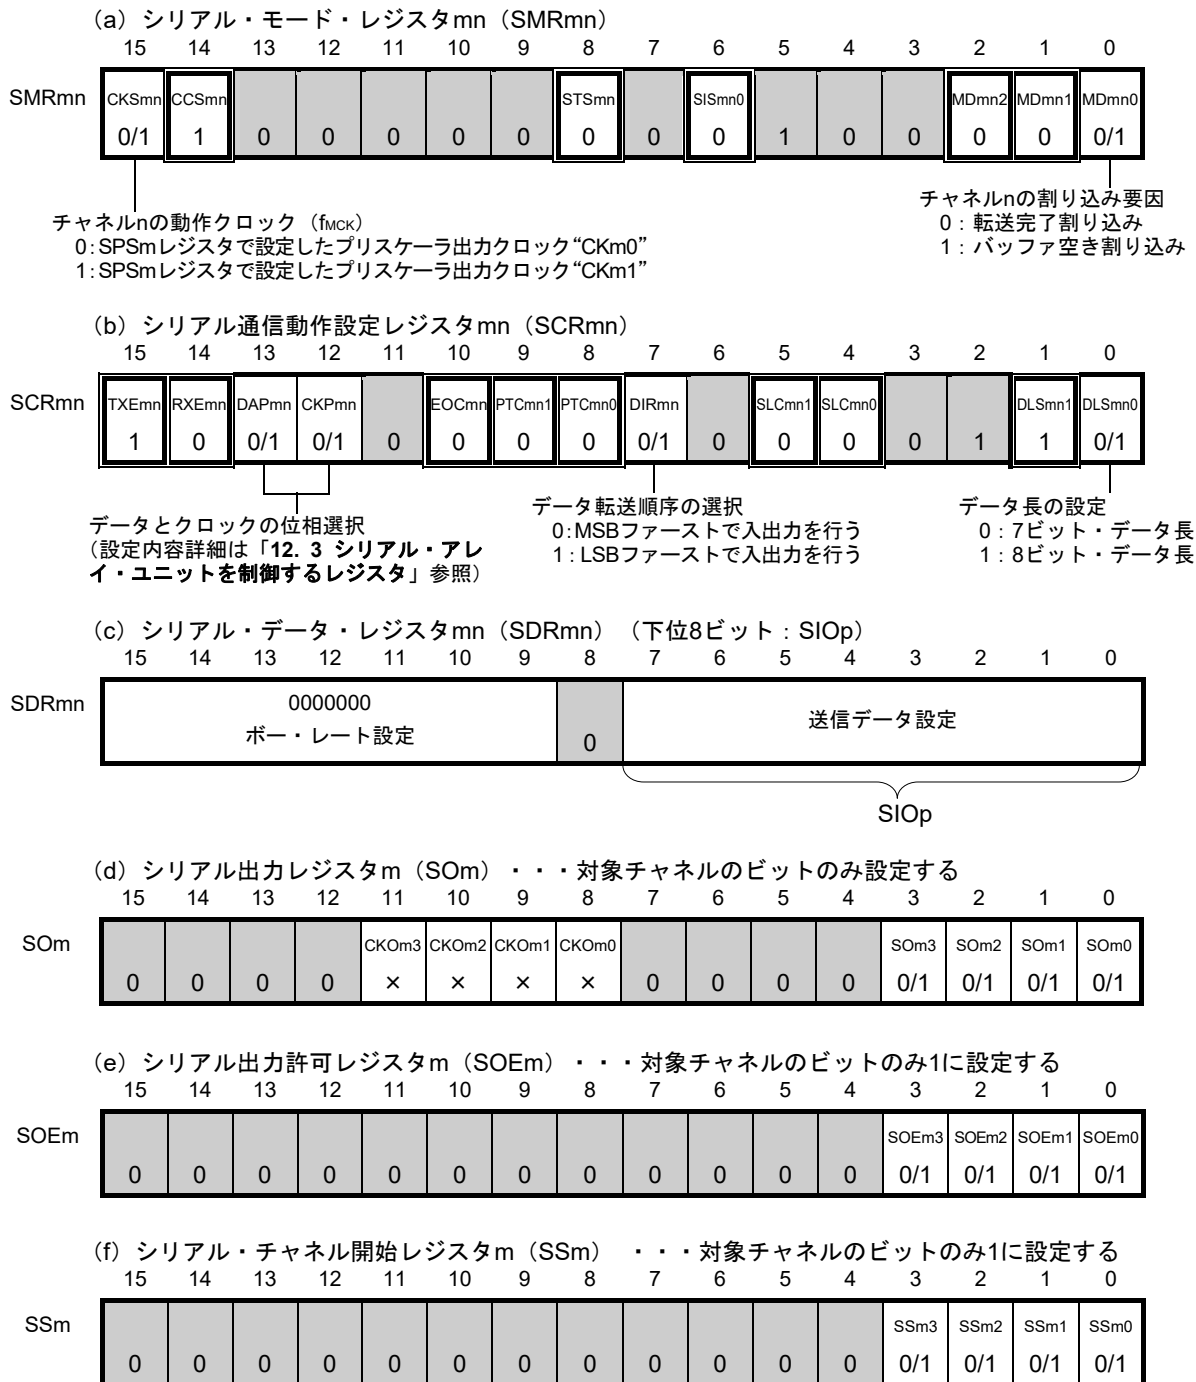 (a) シリアル・モード・レジスタmn（SMRmn）
15 14 13 12 11 10 9 8 7 6 5 4 3 2 1 0
SMRmn CKSmn CCSmn STSmn SISmn0 MDmn2 MDmn1 MDmn0
0/1 1 0 0 0 0 0 0 0 0 1 0 0 0 0 0/1
チャネルnの動作クロック（fMCK）
0：SPSmレジスタで設定したプリスケーラ出力クロック“CKm0”
1：SPSmレジスタで設定したプリスケーラ出力クロック“CKm1”
チャネルnの割り込み要因
0：転送完了割り込み
1：バッファ空き割り込み
(b) シリアル通信動作設定レジスタmn（SCRmn）
15 14 13 12 11 10 9 8 7 6 5 4 3 2 1 0
SCRmn TXEmn RXEmn DAPmn CKPmn EOCmn PTCmn1 PTCmn0 DIRmn SLCmn1 SLCmn0 DLSmn1 DLSmn0
1 0 0/1 0/1 0 0 0 0 0/1 0 0 0 0 1 1 0/1
データとクロックの位相選択
（設定内容詳細は「12. 3 シリアル・アレ
イ・ユニットを制御するレジスタ」参照）
データ転送順序の選択
0：MSBファーストで入出力を行う
1：LSBファーストで入出力を行う
データ長の設定
0：7ビット・データ長
1：8ビット・データ長
(c) シリアル・データ・レジスタmn（SDRmn）（下位8ビット：SIOp）
15 14 13 12 11 10 9 8 7 6 5 4 3 2 1 0
SDRmn 0000000
ボー・レート設定
0
送信データ設定
SIOp
(d) シリアル出力レジスタm（SOm）・・・対象チャネルのビットのみ設定する
15 14 13 12 11 10 9 8 7 6 5 4 3 2 1 0
SOm CKOm3 CKOm2 CKOm1 CKOm0 SOm3 SOm2 SOm1 SOm0
0 0 0 0 × × × × 0 0 0 0 0/1 0/1 0/1 0/1
(e) シリアル出力許可レジスタm（SOEm）・・・対象チャネルのビットのみ1に設定する
15 14 13 12 11 10 9 8 7 6 5 4 3 2 1 0
SOEm SOEm3 SOEm2 SOEm1 SOEm0
0 0 0 0 0 0 0 0 0 0 0 0 0/1 0/1 0/1 0/1
(f) シリアル・チャネル開始レジスタm（SSm）・・・対象チャネルのビットのみ1に設定する
15 14 13 12 11 10 9 8 7 6 5 4 3 2 1 0
SSm SSm3 SSm2 SSm1 SSm0
0 0 0 0 0 0 0 0 0 0 0 0 0/1 0/1 0/1 0/1